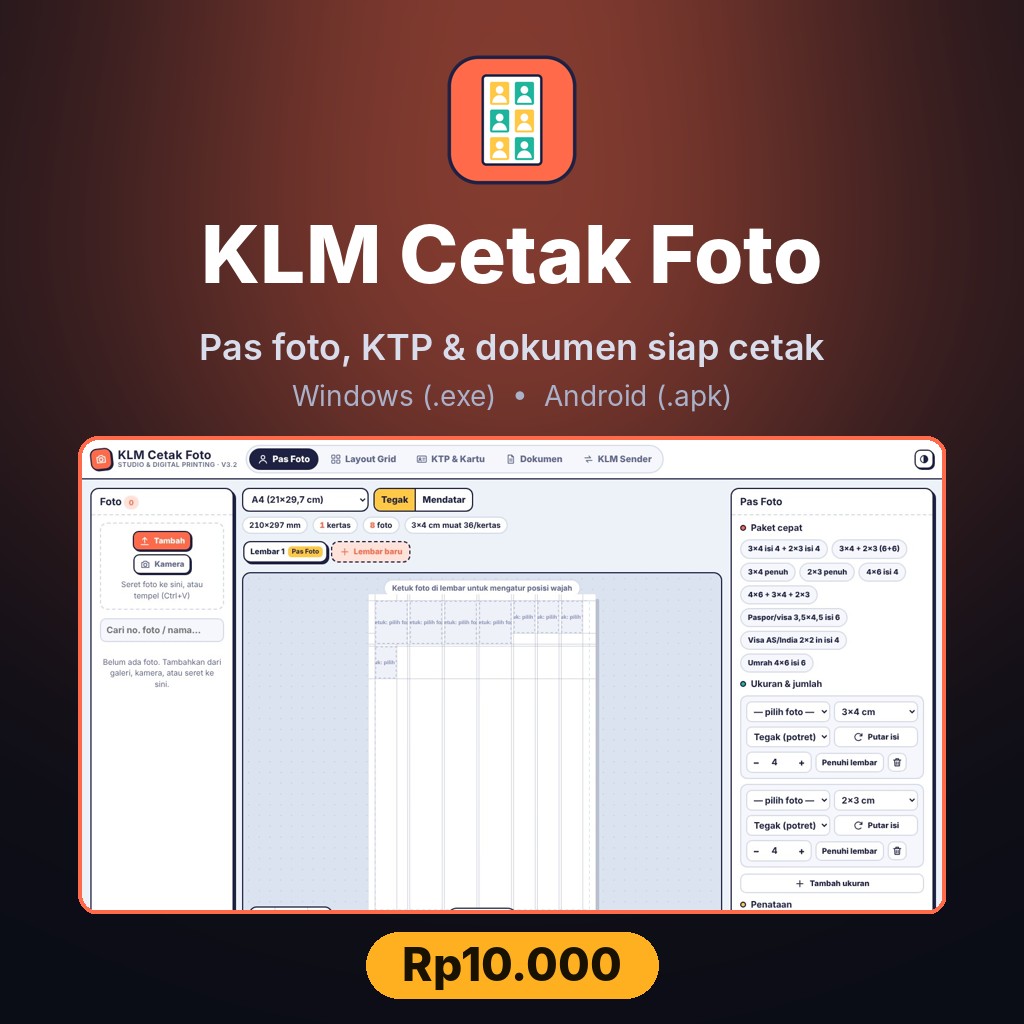 KLM Cetak Foto
Pas foto, KTP & dokumen siap cetak
Windows (.exe) • Android (.apk)
KLM Cetak Foto
STUDIO & DIGITAL PRINTING · V3.2
Pas Foto
Layout Grid
KTP & Kartu
Dokumen
KLM Sender
Foto 0
Tambah
Kamera
Seret foto ke sini, atau
tempel (Ctrl+V)
Cari no. foto / nama...
Belum ada foto. Tambahkan dari
galeri, kamera, atau seret ke
sini.
A4 (21×29,7 cm)
Tegak
Mendatar
210×297 mm
1 kertas
8 foto
3×4 cm muat 36/kertas
Lembar 1 Pas Foto
+ Lembar baru
Ketuk foto di lembar untuk mengatur posisi wajah
Pas Foto
Paket cepat
3×4 isi 4 + 2×3 isi 4
3×4 + 2×3 (6+6)
3×4 penuh
2×3 penuh
4×6 isi 4
4×6 + 3×4 + 2×3
Paspor/visa 3,5×4,5 isi 6
Visa AS/India 2×2 in isi 4
Umrah 4×6 isi 6
Ukuran & jumlah
— pilih foto —
3×4 cm
Tegak (potret)
Putar isi
− 4 +
Penuhi lembar
— pilih foto —
2×3 cm
Tegak (potret)
Putar isi
− 4 +
Penuhi lembar
+ Tambah ukuran
Penataan
Rp10.000